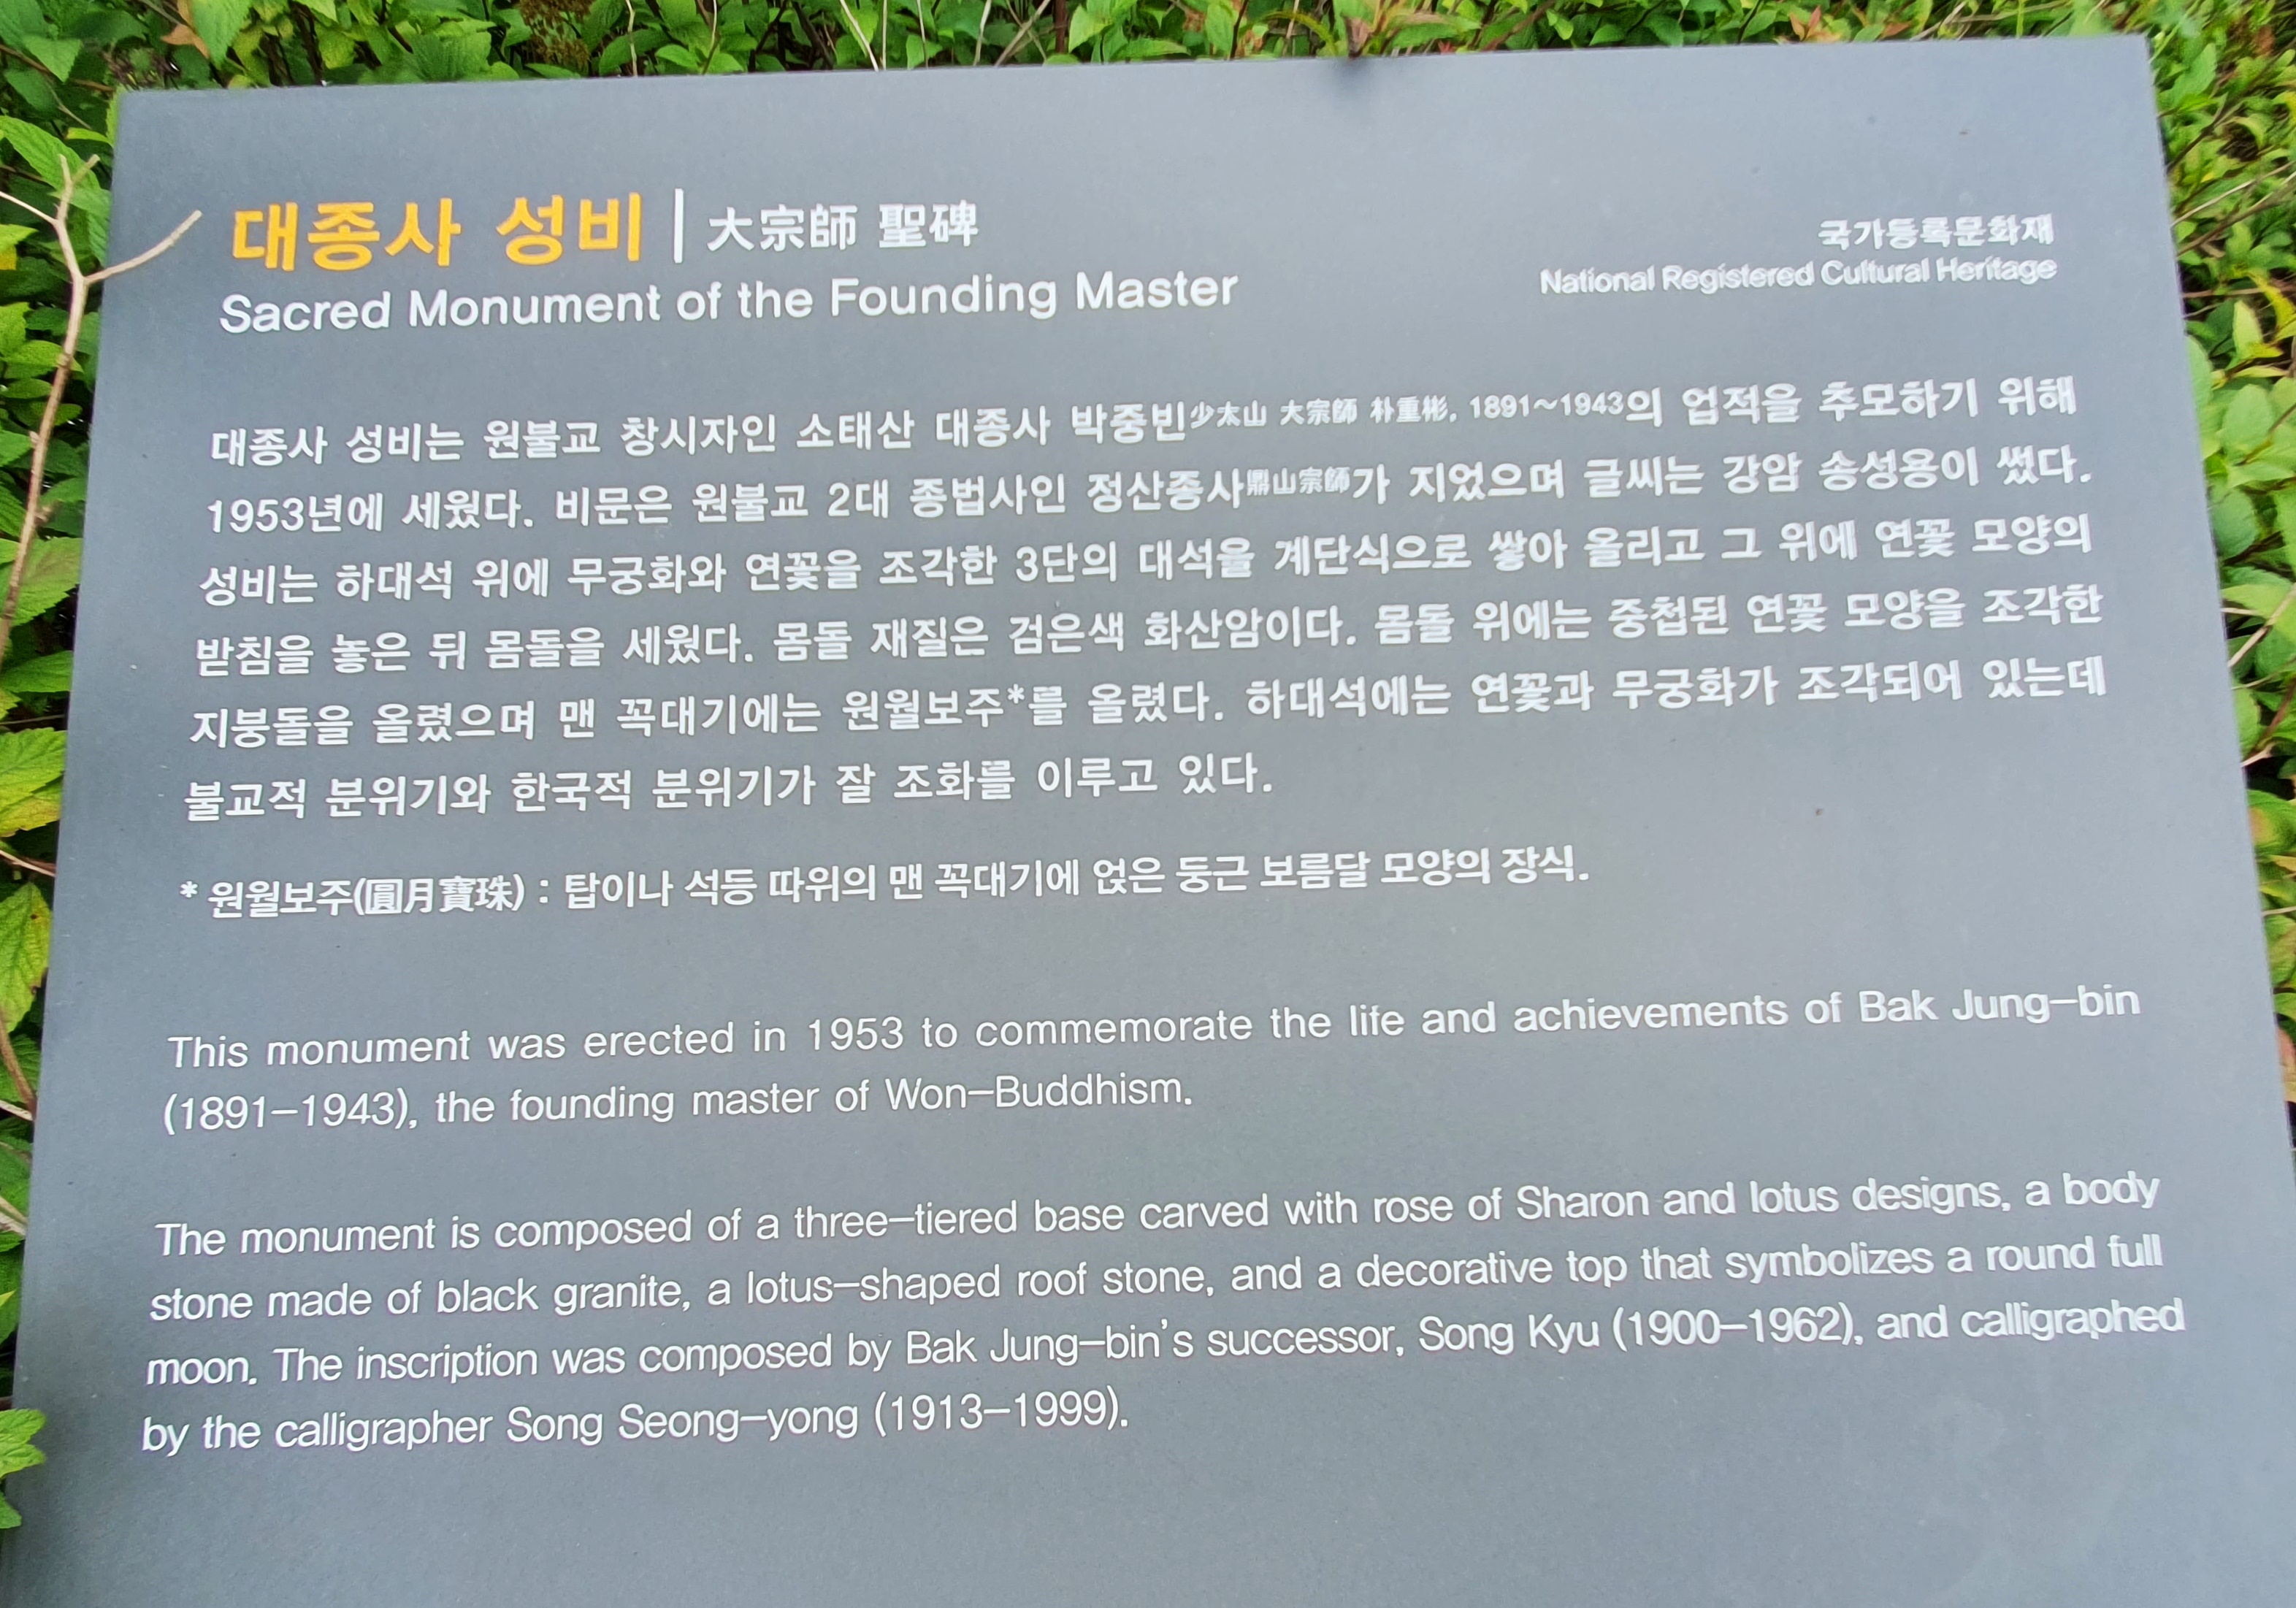 대종사 성비 | 大宗師 聖碑
Sacred Monument of the Founding Master
국가등록문화재
National Registered Cultural Heritage
대종사 성비는 원불교 창시자인 소태산 대종사 박중빈少太山 大宗師 朴重彬, 1891~1943의 업적을 추모하기 위해
1953년에 세웠다. 비문은 원불교 2대 종법사인 정산종사鼎山宗師가 지었으며 글씨는 강암 송성용이 썼다.
성비는 하대석 위에 무궁화와 연꽃을 조각한 3단의 대석을 계단식으로 쌓아 올리고 그 위에 연꽃 모양의
받침을 놓은 뒤 몸돌을 세웠다. 몸돌 재질은 검은색 화산암이다. 몸돌 위에는 중첩된 연꽃 모양을 조각한
지붕돌을 올렸으며 맨 꼭대기에는 원월보주*를 올렸다. 하대석에는 연꽃과 무궁화가 조각되어 있는데
불교적 분위기와 한국적 분위기가 잘 조화를 이루고 있다.
* 원월보주(圓月寶珠) : 탑이나 석등 따위의 맨 꼭대기에 얹은 둥근 보름달 모양의 장식.
This monument was erected in 1953 to commemorate the life and achievements of Bak Jung-bin
(1891-1943), the founding master of Won-Buddhism.
The monument is composed of a three-tiered base carved with rose of Sharon and lotus designs, a body
stone made of black granite, a lotus-shaped roof stone, and a decorative top that symbolizes a round full
moon. The inscription was composed by Bak Jung-bin's successor, Song Kyu (1900-1962), and calligraphed
by the calligrapher Song Seong-yong (1913-1999).